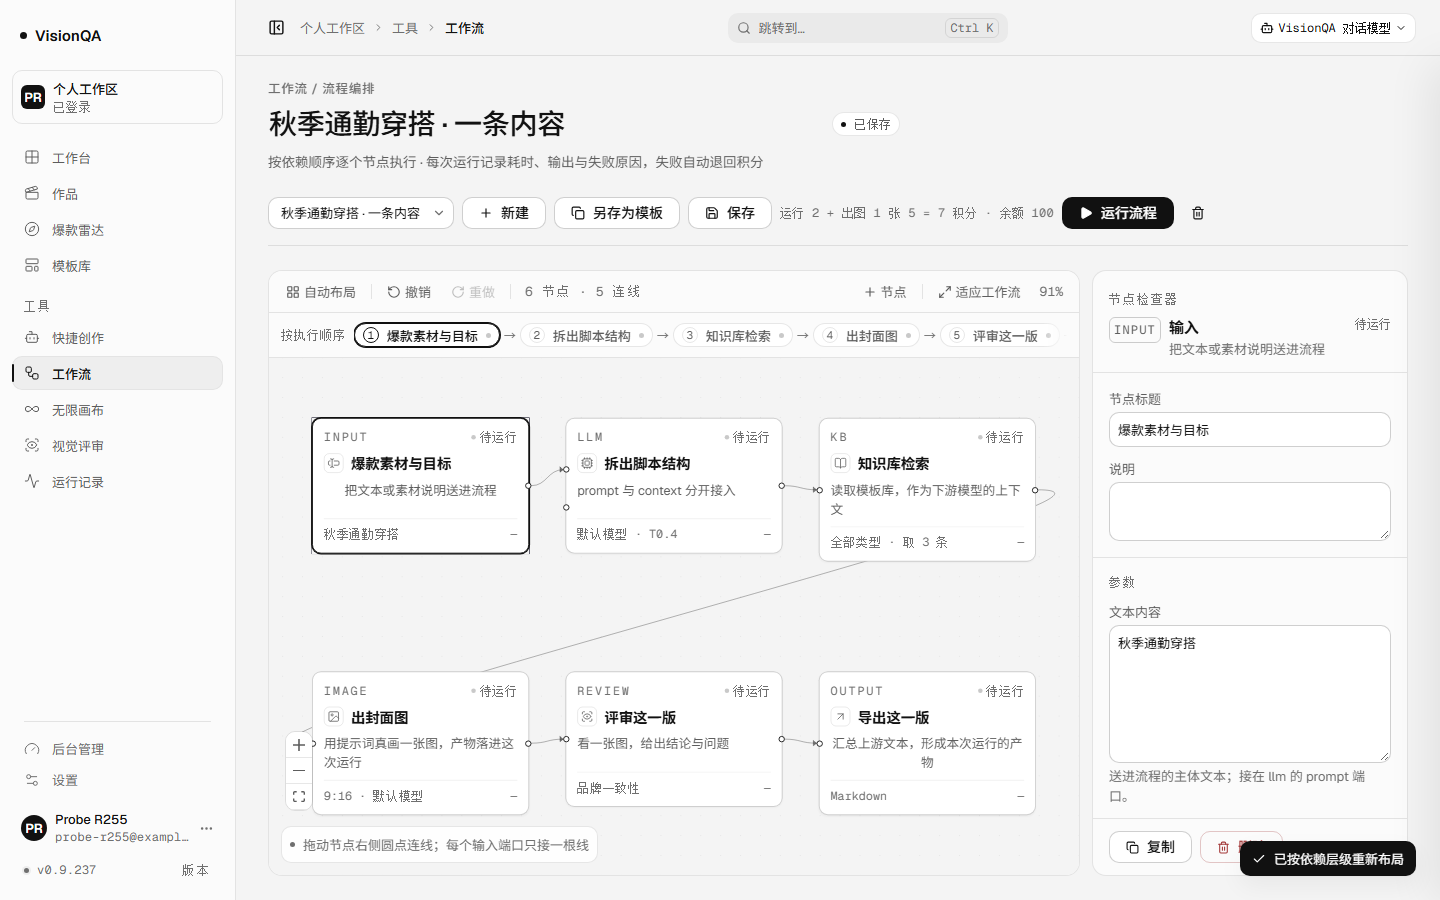 VisionQA
PR
个人工作区
已登录
工作台
作品
爆款雷达
模板库
工具
快捷创作
工作流
无限画布
视觉评审
运行记录
后台管理
设置
PR
Probe R255
probe-r255@exampl…
v0.9.237
版本
个人工作区
工具
工作流
跳转到…
Ctrl K
VisionQA 对话模型
工作流 / 流程编排
秋季通勤穿搭 · 一条内容
已保存
按依赖顺序逐个节点执行 · 每次运行记录耗时、输出与失败原因，失败自动退回积分
秋季通勤穿搭 · 一条内容
新建
另存为模板
保存
运行 2 + 出图 1 张 5 = 7 积分 · 余额 100
运行流程
自动布局
撤销
重做
6 节点 · 5 连线
节点
适应工作流
91%
按执行顺序
1 爆款素材与目标
2 拆出脚本结构
3 知识库检索
4 出封面图
5 评审这一版
INPUT
待运行
爆款素材与目标
把文本或素材说明送进流程
秋季通勤穿搭
—
LLM
待运行
拆出脚本结构
prompt 与 context 分开接入
默认模型 · T0.4
—
KB
待运行
知识库检索
读取模板库，作为下游模型的上下
文
全部类型 · 取 3 条
—
IMAGE
待运行
出封面图
用提示词真画一张图，产物落进这
次运行
9:16 · 默认模型
—
REVIEW
待运行
评审这一版
看一张图，给出结论与问题
品牌一致性
—
OUTPUT
待运行
导出这一版
汇总上游文本，形成本次运行的产
物
Markdown
—
拖动节点右侧圆点连线；每个输入端口只接一根线
节点检查器
INPUT
输入
待运行
把文本或素材说明送进流程
节点标题
爆款素材与目标
说明
参数
文本内容
秋季通勤穿搭
送进流程的主体文本；接在 llm 的 prompt 端
口。
复制
已按依赖层级重新布局